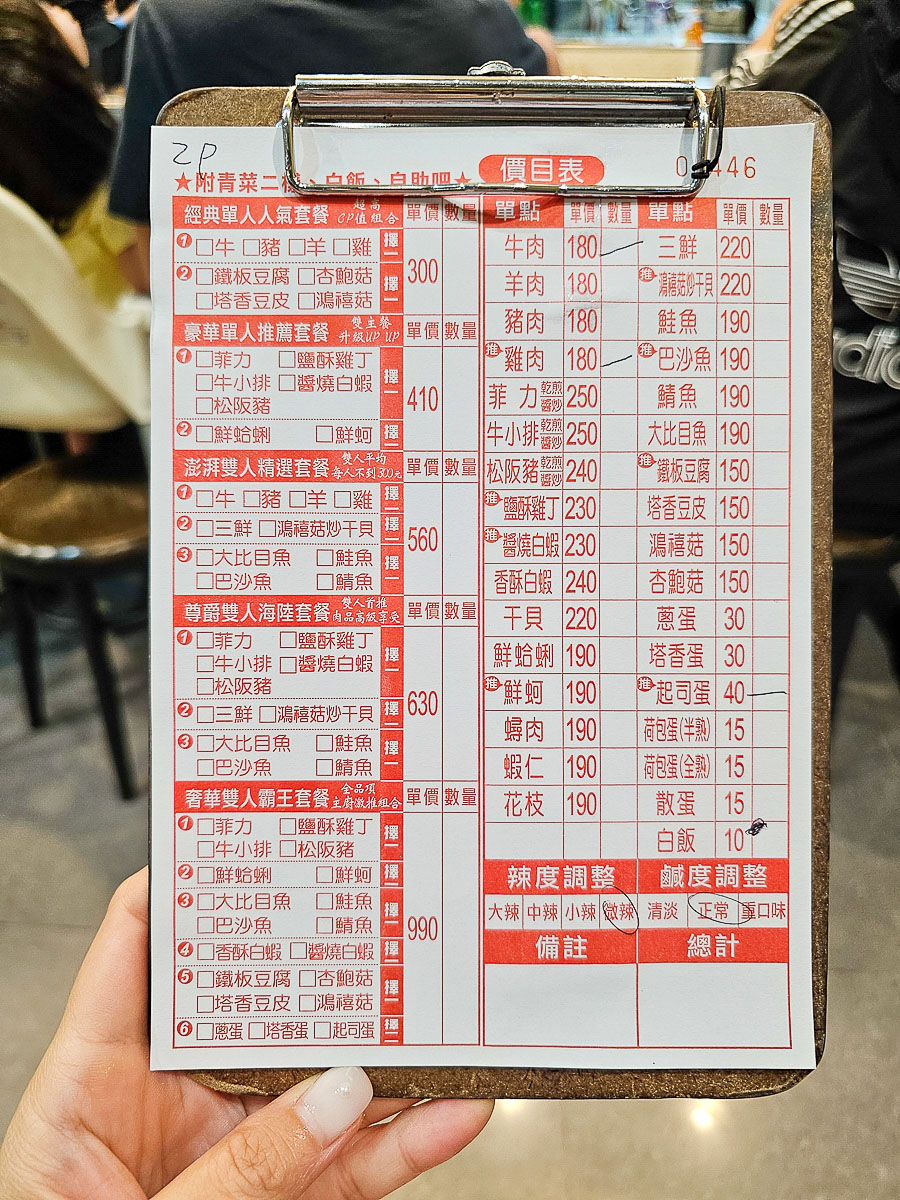 2P
★附青菜二樣、白飯、自助吧★
價目表
446
經典單人人氣套餐 超高CP值組合 單價 數量
❶ □牛 □豬 □羊 □雞 擇一
❷ □鐵板豆腐 □杏鮑菇
□塔香豆皮 □鴻禧菇 擇一
300
豪華單人推薦套餐 雙主餐升級UP UP 單價 數量
❶ □菲力 □鹽酥雞丁
□牛小排 □醬燒白蝦
□松阪豬 擇一
❷ □鮮蛤蜊 □鮮蚵 擇一
410
澎湃雙人精選套餐 雙人平均每人不到300元 單價 數量
❶ □牛 □豬 □羊 □雞 擇一
❷ □三鮮 □鴻禧菇炒干貝 擇一
❸ □大比目魚 □鮭魚
□巴沙魚 □鯖魚 擇一
560
尊爵雙人海陸套餐 雙人首推肉品高級享受 單價 數量
❶ □菲力 □鹽酥雞丁
□牛小排 □醬燒白蝦
□松阪豬 擇一
❷ □三鮮 □鴻禧菇炒干貝 擇一
❸ □大比目魚 □鮭魚
□巴沙魚 □鯖魚 擇一
630
奢華雙人霸王套餐 全品項主廚激推組合 單價 數量
❶ □菲力 □鹽酥雞丁
□牛小排 □松阪豬 擇一
❷ □鮮蛤蜊 □鮮蚵 擇一
❸ □大比目魚 □鮭魚
□巴沙魚 □鯖魚 擇一
❹ □香酥白蝦 □醬燒白蝦 擇一
❺ □鐵板豆腐 □杏鮑菇
□塔香豆皮 □鴻禧菇 擇一
❻ □蔥蛋 □塔香蛋 □起司蛋
990
單點 單價 數量
牛肉 180
羊肉 180
豬肉 180
推 雞肉 180
菲力 乾煎 醬炒 250
牛小排 乾煎 醬炒 250
松阪豬 乾煎 醬炒 240
推 鹽酥雞丁 230
推 醬燒白蝦 230
香酥白蝦 240
干貝 220
鮮蛤蜊 190
推 鮮蚵 190
蟳肉 190
蝦仁 190
花枝 190
單點 單價 數量
三鮮 220
推 鴻禧菇炒干貝 220
鮭魚 190
推 巴沙魚 190
鯖魚 190
大比目魚 190
推 鐵板豆腐 150
塔香豆皮 150
鴻禧菇 150
杏鮑菇 150
蔥蛋 30
塔香蛋 30
推 起司蛋 40
荷包蛋(半熟) 15
荷包蛋(全熟) 15
散蛋 15
白飯 10
辣度調整
大辣 中辣 小辣 微辣
鹹度調整
清淡 正常 重口味
備註
總計